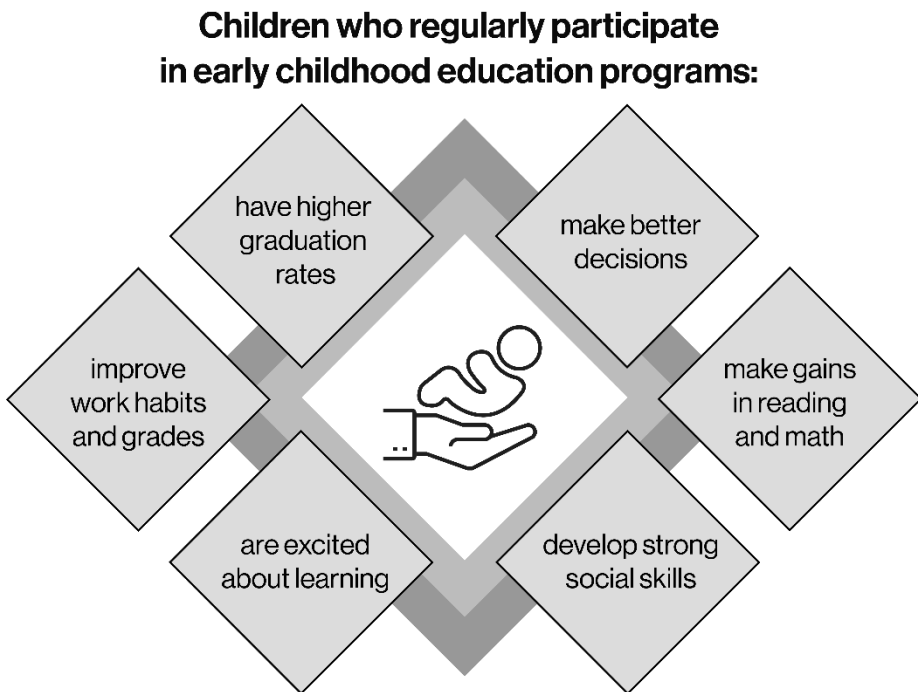 Children who regularly participate
in early childhood education programs:
have higher
graduation
rates
make better
decisions
improve
work habits
and grades
make gains
in reading
and math
are excited
about learning
develop strong
social skills